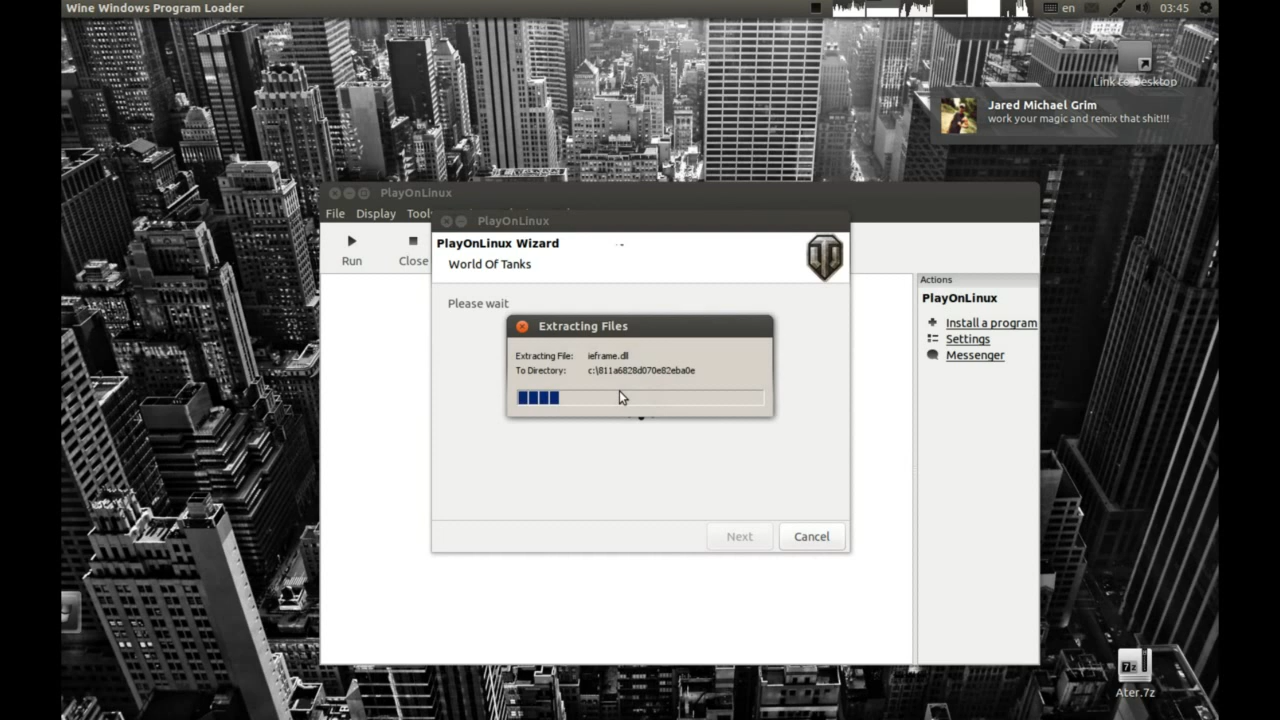 Wine Windows Program Loader
en
03:45
Link to Desktop
Jared Michael Grim
work your magic and remix that shit!!!
PlayOnLinux
File Display
PlayOnLinux
PlayOnLinux Wizard
World Of Tanks
Run
Close
Please wait
Extracting Files
Extracting File: ieframe.dll
To Directory: c:\811a6828d070e82eba0e
Next
Cancel
Actions
PlayOnLinux
Install a program
Settings
Messenger
7z
Ater.7z